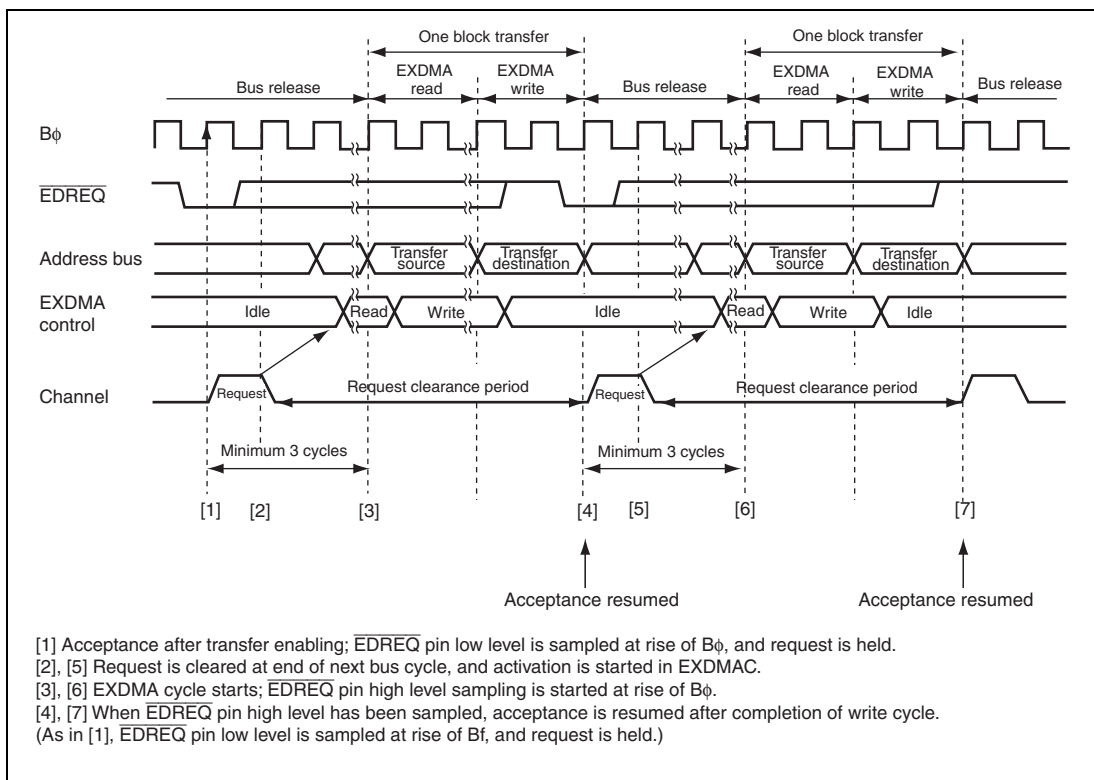 One block transfer One block transfer
EXDMA read EXDMA write EXDMA read EXDMA write
Bus release Bus release Bus release
Bϕ
EDREQ
Address bus Transfer source Transfer destination Transfer source Transfer destination
EXDMA control Idle Read Write Idle Read Write Idle
Channel Request Request clearance period Request Request clearance period
Minimum 3 cycles Minimum 3 cycles
[1] [2] [3] [4] [5] [6] [7]
Acceptance resumed Acceptance resumed
[1] Acceptance after transfer enabling; EDREQ pin low level is sampled at rise of Bϕ, and request is held.
[2], [5] Request is cleared at end of next bus cycle, and activation is started in EXDMAC.
[3], [6] EXDMA cycle starts; EDREQ pin high level sampling is started at rise of Bϕ.
[4], [7] When EDREQ pin high level has been sampled, acceptance is resumed after completion of write cycle.
(As in [1], EDREQ pin low level is sampled at rise of Bf, and request is held.)